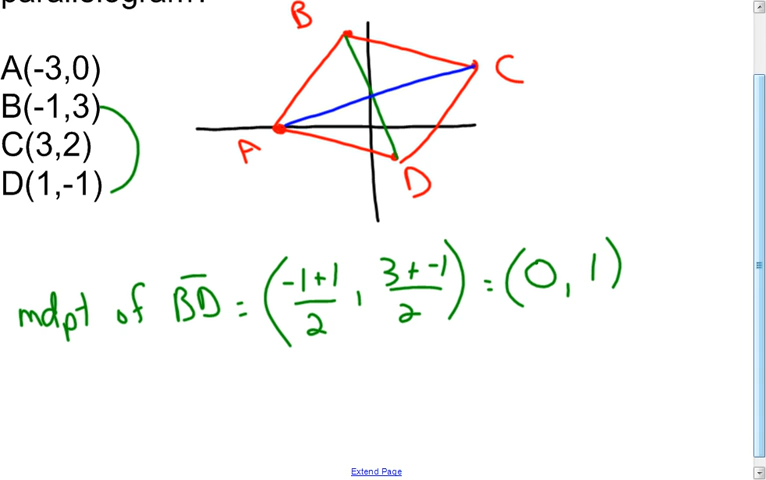 parallelogram?
A(-3,0)
B(-1,3)
C(3,2)
D(1,-1)
B
C
A
D
mdpt of B̅D̅ = (-1+1/2, 3+-1/2) = (0, 1)
Extend Page